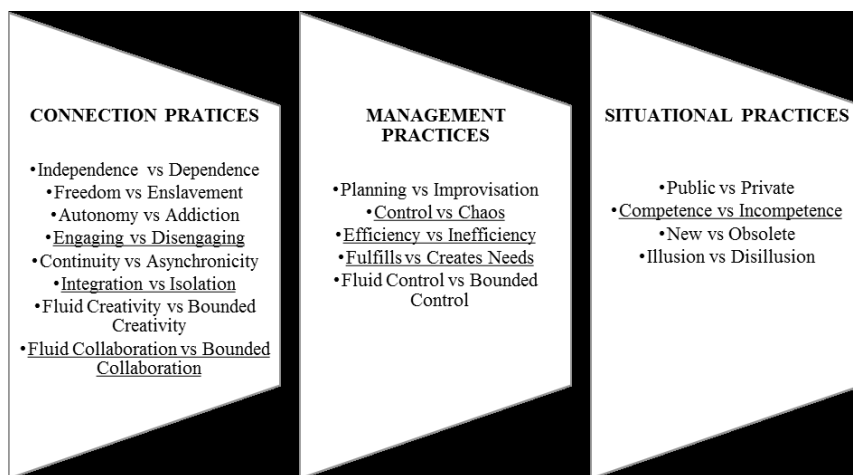 CONNECTION PRATICES
•Independence vs Dependence
•Freedom vs Enslavement
•Autonomy vs Addiction
•Engaging vs Disengaging
•Continuity vs Asynchronicity
•Integration vs Isolation
•Fluid Creativity vs Bounded
Creativity
•Fluid Collaboration vs Bounded
Collaboration
MANAGEMENT
PRACTICES
•Planning vs Improvisation
•Control vs Chaos
•Efficiency vs Inefficiency
•Fulfills vs Creates Needs
•Fluid Control vs Bounded
Control
SITUATIONAL PRACTICES
•Public vs Private
•Competence vs Incompetence
•New vs Obsolete
•Illusion vs Disillusion